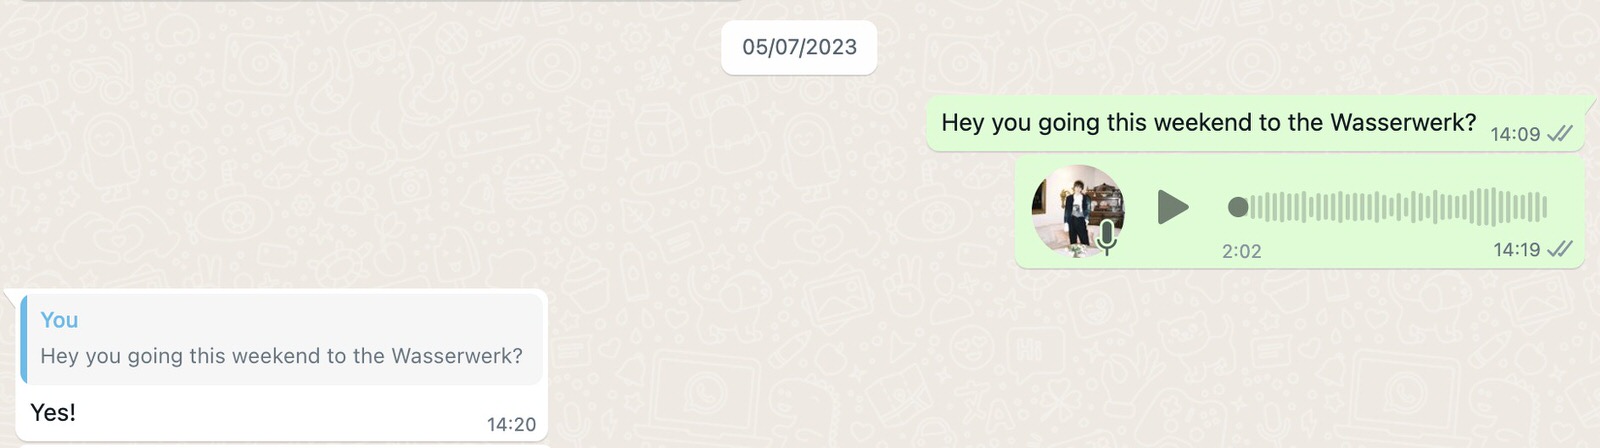 05/07/2023
Hey you going this weekend to the Wasserwerk? 14:09
2:02 14:19
You
Hey you going this weekend to the Wasserwerk?
Yes! 14:20
HI